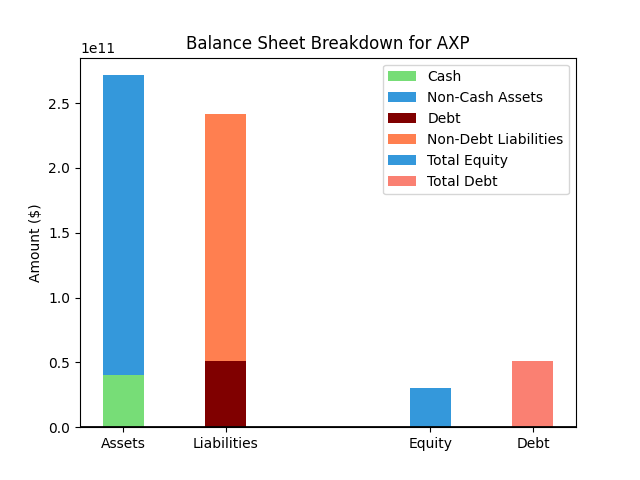 Balance Sheet Breakdown for AXP
1e11
Cash
Non-Cash Assets
Debt
Non-Debt Liabilities
Total Equity
Total Debt
Amount ($)
2.5
2.0
1.5
1.0
0.5
0.0
Assets Liabilities Equity Debt